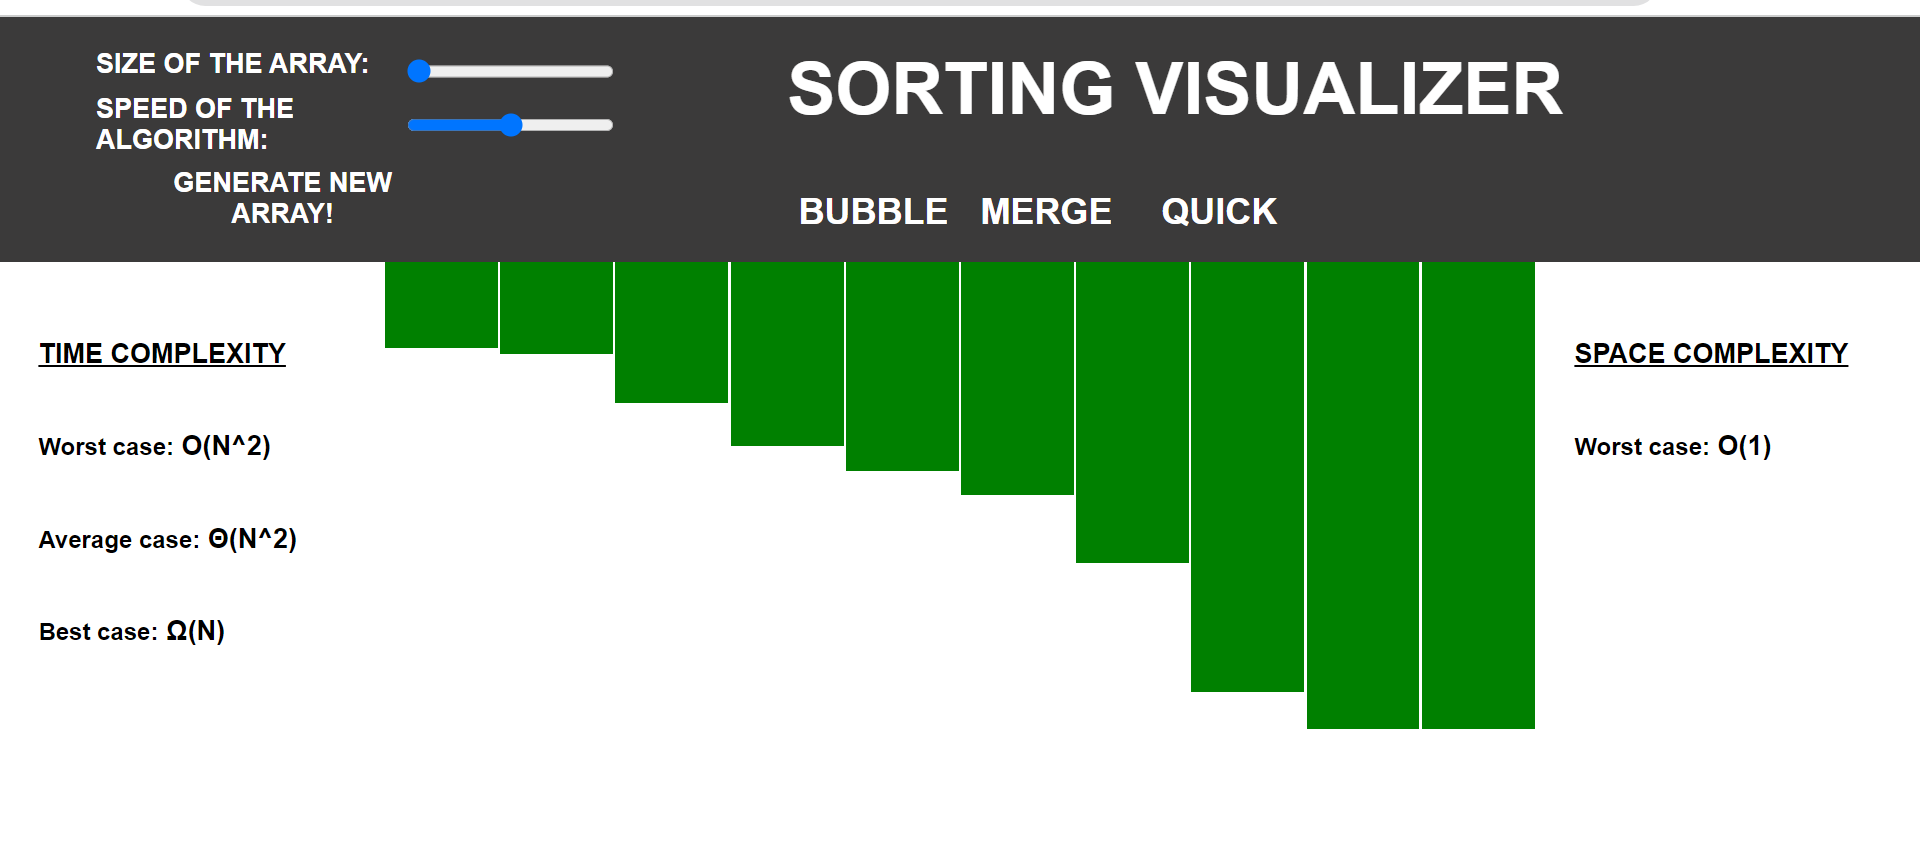 SIZE OF THE ARRAY:
SPEED OF THE
ALGORITHM:
GENERATE NEW
ARRAY!
SORTING VISUALIZER
BUBBLE MERGE QUICK
TIME COMPLEXITY
Worst case: O(N^2)
Average case: Θ(N^2)
Best case: Ω(N)
SPACE COMPLEXITY
Worst case: O(1)